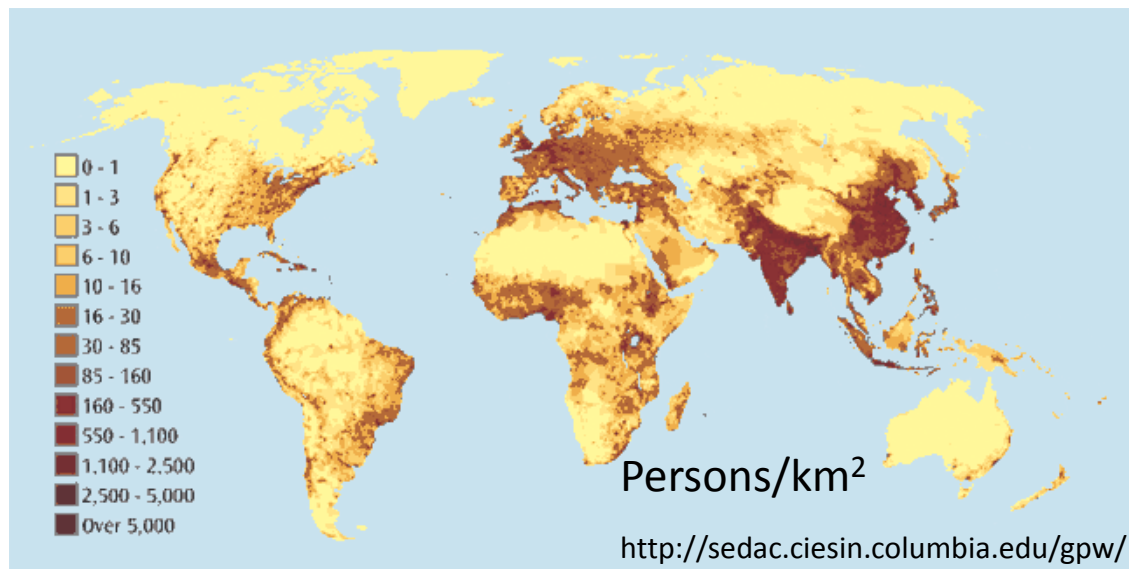 0 - 1
1 - 3
3 - 6
6 - 10
10 - 16
16 - 30
30 - 85
85 - 160
160 - 550
550 - 1,100
1,100 - 2,500
2,500 - 5,000
Over 5,000
Persons/km²
http://sedac.ciesin.columbia.edu/gpw/